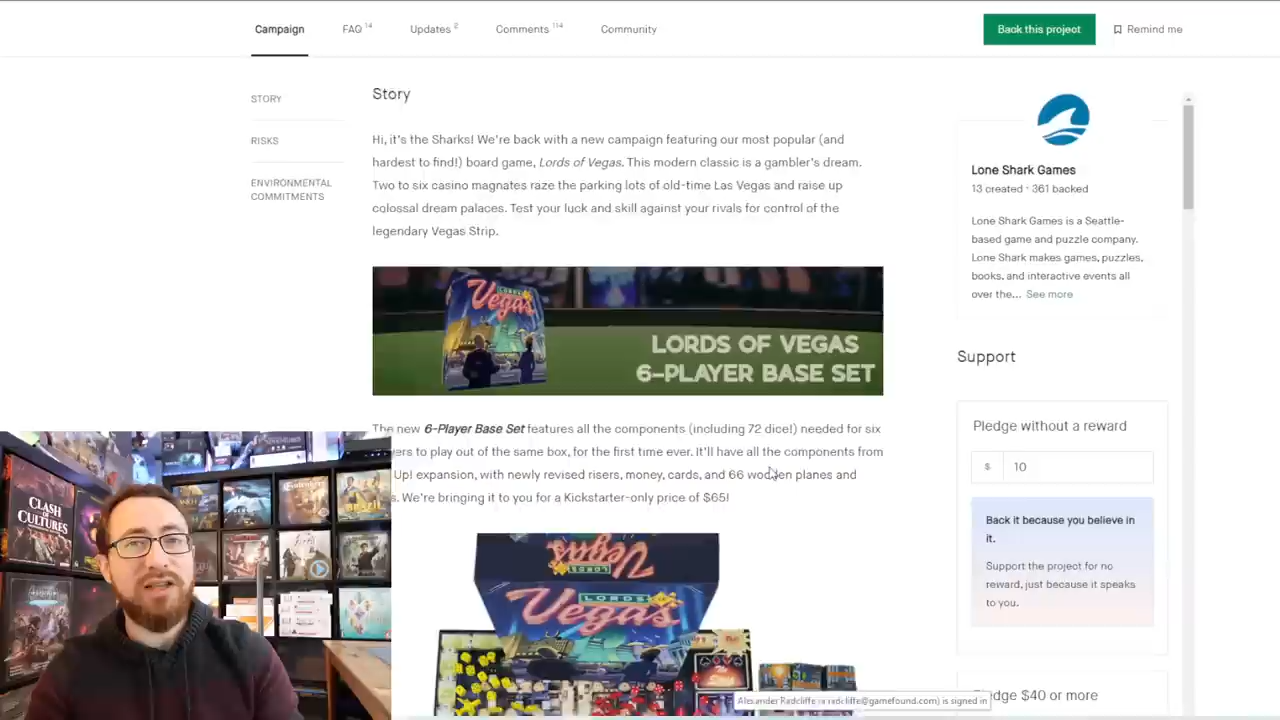 Campaign
FAQ 14
Updates 2
Comments 114
Community
Back this project
Remind me
STORY
RISKS
ENVIRONMENTAL
COMMITMENTS
Story
Hi, it's the Sharks! We're back with a new campaign featuring our most popular (and
hardest to find!) board game, Lords of Vegas. This modern classic is a gambler's dream.
Two to six casino magnates raze the parking lots of old-time Las Vegas and raise up
colossal dream palaces. Test your luck and skill against your rivals for control of the
legendary Vegas Strip.
LORDS OF
Vegas
LORDS OF VEGAS
6-PLAYER BASE SET
The new 6-Player Base Set features all the components (including 72 dice!) needed for six
ers to play out of the same box, for the first time ever. It'll have all the components from
Up! expansion, with newly revised risers, money, cards, and 66 wooden planes and
s. We're bringing it to you for a Kickstarter-only price of $65!
Vegas
LORDS OF
LORDS OF
Vegas
Lone Shark Games
13 created · 361 backed
Lone Shark Games is a Seattle-
based game and puzzle company.
Lone Shark makes games, puzzles,
books, and interactive events all
over the... See more
Support
Pledge without a reward
$ 10
Back it because you believe in
it.
Support the project for no
reward, just because it speaks
to you.
Pledge $40 or more
CLASH OF
CULTURES
BRAZIL